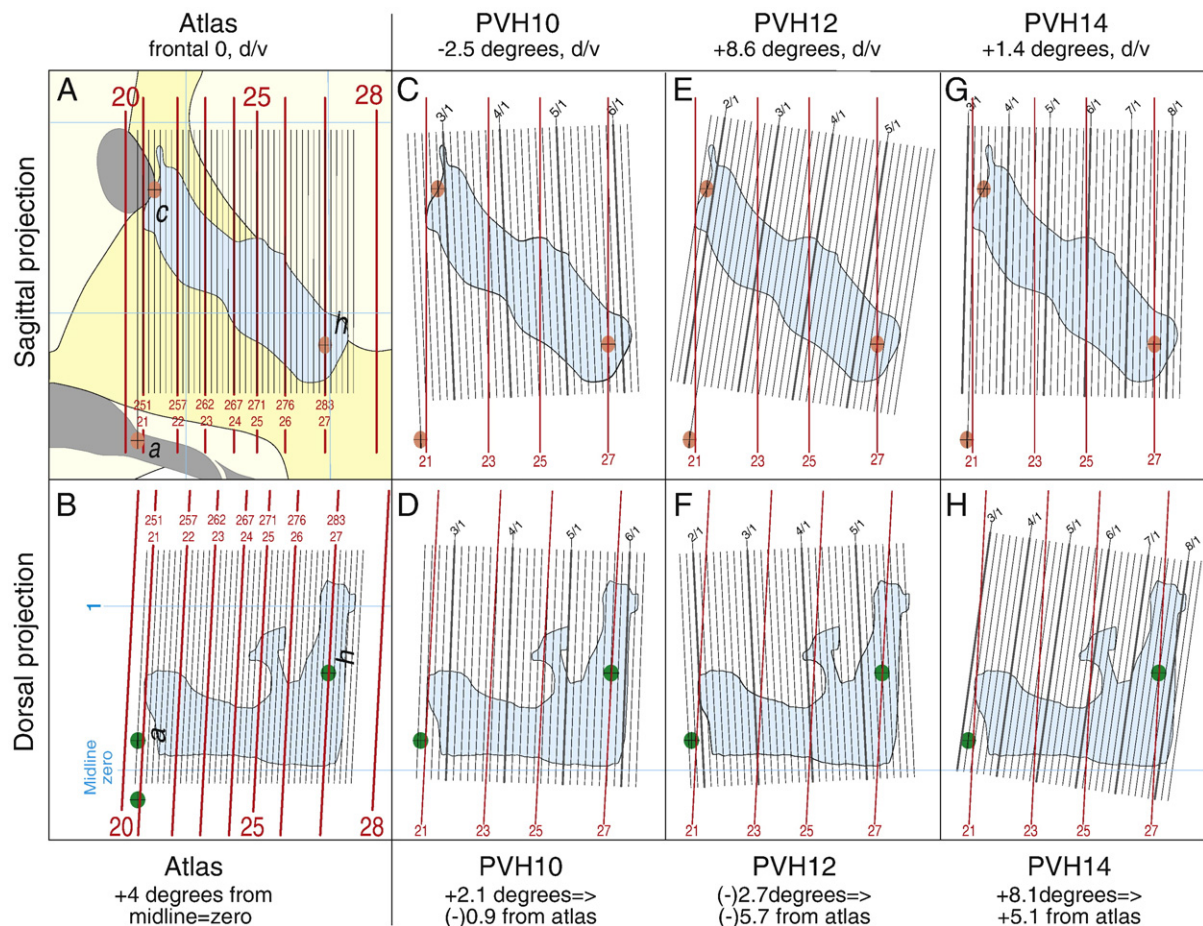 Atlas
frontal 0, d/v
PVH10
-2.5 degrees, d/v
PVH12
+8.6 degrees, d/v
PVH14
+1.4 degrees, d/v
Sagittal projection
A
20
25
28
c
h
251 257 262 267 271 276 283
21 22 23 24 25 26 27
a
C
3/1 4/1 5/1 6/1
21 23 25 27
E
2/1 3/1 4/1 5/1
21 23 25 27
G
3/1 4/1 5/1 6/1 7/1 8/1
21 23 25 27
Dorsal projection
B
251 257 262 267 271 276 283
21 22 23 24 25 26 27
1
h
a
Midline
zero
20 25 28
D
3/1 4/1 5/1 6/1
21 23 25 27
F
2/1 3/1 4/1 5/1
21 23 25 27
H
3/1 4/1 5/1 6/1 7/1 8/1
21 23 25 27
Atlas
+4 degrees from
midline=zero
PVH10
+2.1 degrees=>
(-)0.9 from atlas
PVH12
(-)2.7degrees=>
(-)5.7 from atlas
PVH14
+8.1degrees=>
+5.1 from atlas